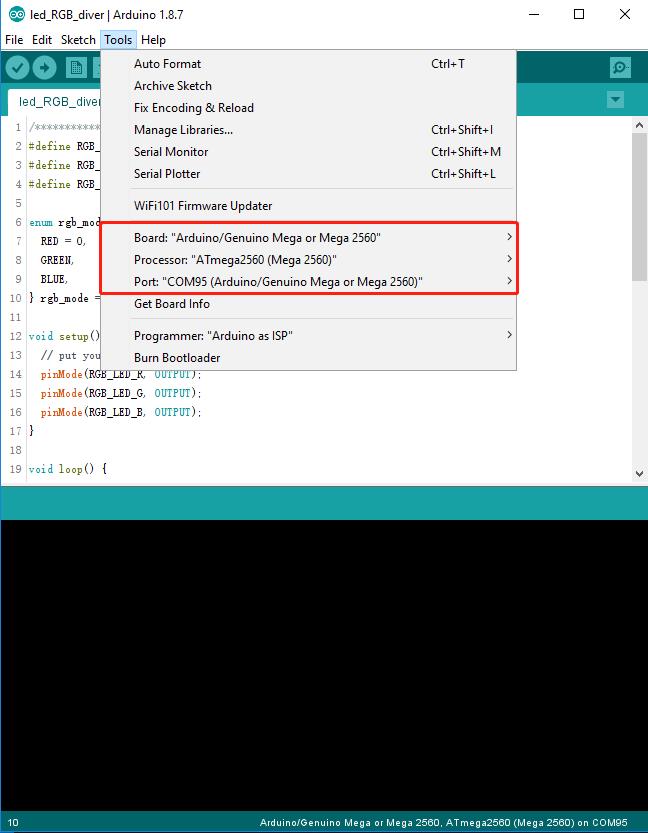 led_RGB_diver | Arduino 1.8.7
File Edit Sketch Tools Help
Auto Format Ctrl+T
Archive Sketch
Fix Encoding & Reload
Manage Libraries... Ctrl+Shift+I
Serial Monitor Ctrl+Shift+M
Serial Plotter Ctrl+Shift+L
WiFi101 Firmware Updater
Board: "Arduino/Genuino Mega or Mega 2560"
Processor: "ATmega2560 (Mega 2560)"
Port: "COM95 (Arduino/Genuino Mega or Mega 2560)"
Get Board Info
Programmer: "Arduino as ISP"
Burn Bootloader
led_RGB_diver
1 /************
2 #define RGB_
3 #define RGB_
4 #define RGB_
5
6 enum rgb_mod
7 RED = 0,
8 GREEN,
9 BLUE,
10 } rgb_mode =
11
12 void setup()
13 // put you
14 pinMode(RGB_LED_R, OUTPUT);
15 pinMode(RGB_LED_G, OUTPUT);
16 pinMode(RGB_LED_B, OUTPUT);
17 }
18
19 void loop() {
10 Arduino/Genuino Mega or Mega 2560, ATmega2560 (Mega 2560) on COM95